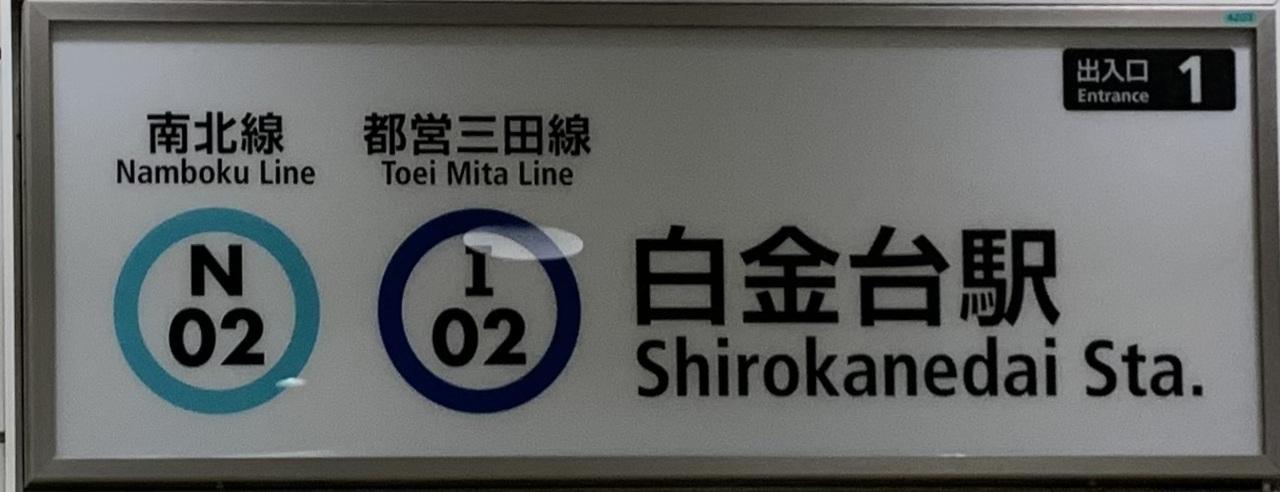 出入口 1
Entrance
南北線
Namboku Line
都営三田線
Toei Mita Line
N
02
I
02
白金台駅
Shirokanedai Sta.